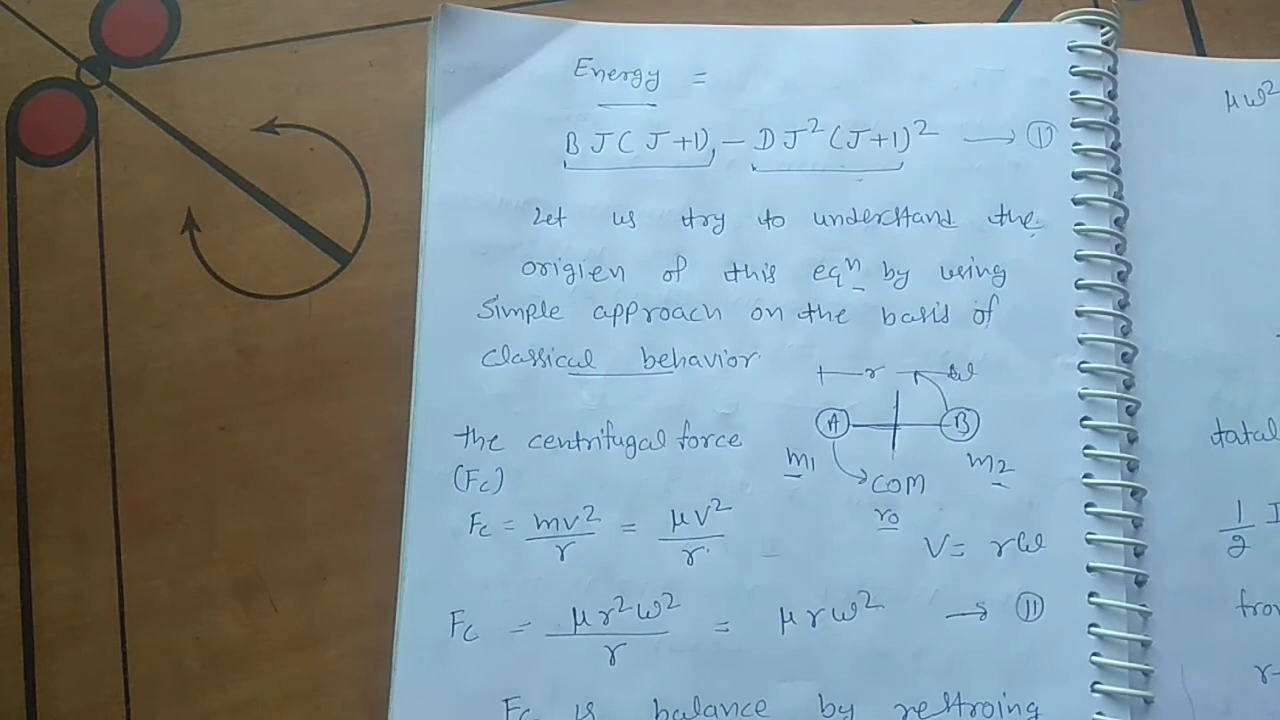 Energy =
BJ(J+1) - DJ²(J+1)² → (I)
Let us try to understand the
origien of this eqn by using
Simple approach on the basis of
classical behavior
r
A B
m1 m2
COM
r0
the centrifugal force
(Fc)
Fc = mv²/r = μv²/r
V = rω
Fc = μr²ω²/r = μrω² → (II)
Fc is balance by restroing
μω²
datal
1/2 I